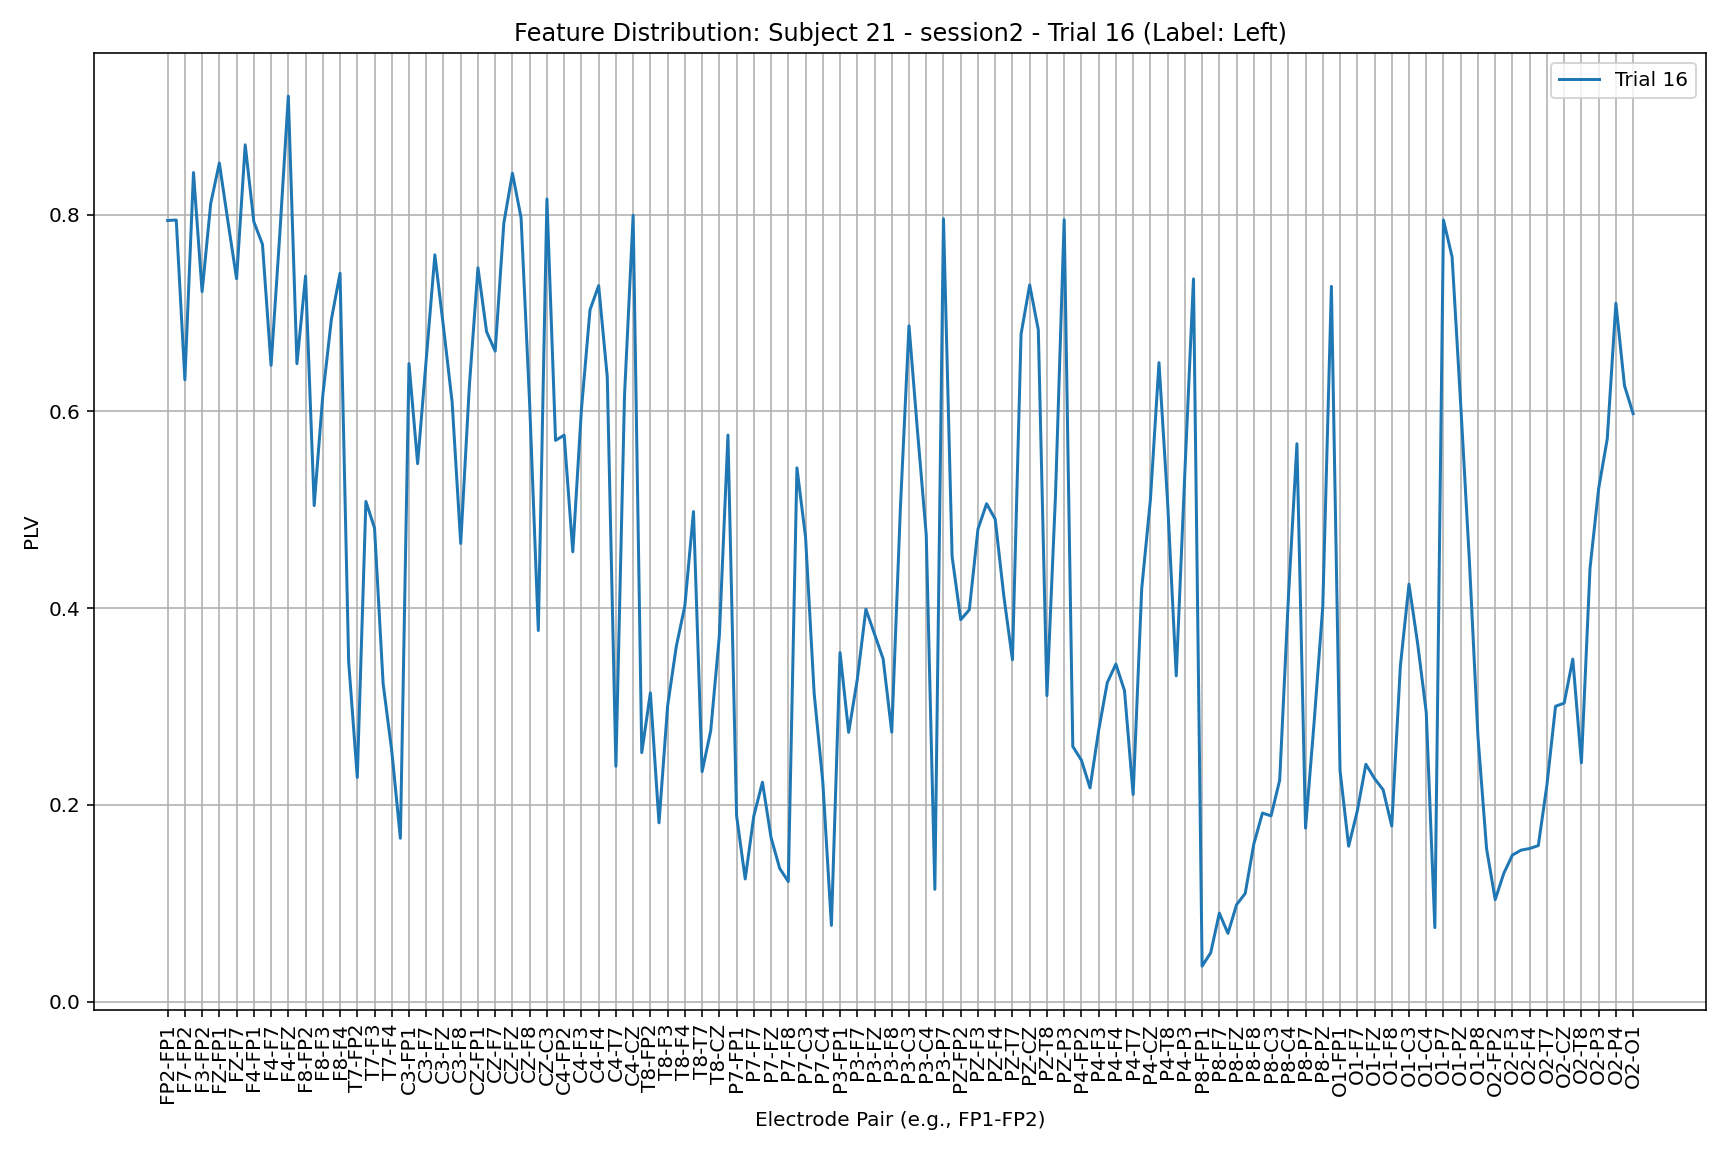 Feature Distribution: Subject 21 - session2 - Trial 16 (Label: Left)
Trial 16
PLV
0.8
0.6
0.4
0.2
0.0
FP2-FP1
F7-FP2
F3-FP2
FZ-FP1
FZ-F7
F4-FP1
F4-F7
F4-FZ
F8-FP2
F8-F3
F8-F4
T7-FP2
T7-F3
T7-F4
C3-FP1
C3-F7
C3-FZ
C3-F8
CZ-FP1
CZ-F7
CZ-FZ
CZ-F8
CZ-C3
C4-FP2
C4-F3
C4-F4
C4-T7
C4-CZ
T8-FP2
T8-F3
T8-F4
T8-T7
T8-CZ
P7-FP1
P7-F7
P7-FZ
P7-F8
P7-C3
P7-C4
P3-FP1
P3-F7
P3-FZ
P3-F8
P3-C3
P3-C4
P3-P7
PZ-FP2
PZ-F3
PZ-F4
PZ-T7
PZ-CZ
PZ-T8
PZ-P3
P4-FP2
P4-F3
P4-F4
P4-T7
P4-CZ
P4-T8
P4-P3
P8-FP1
P8-F7
P8-FZ
P8-F8
P8-C3
P8-C4
P8-P7
P8-PZ
O1-FP1
O1-F7
O1-FZ
O1-F8
O1-C3
O1-C4
O1-P7
O1-PZ
O1-P8
O2-FP2
O2-F3
O2-F4
O2-T7
O2-CZ
O2-T8
O2-P3
O2-P4
O2-O1
Electrode Pair (e.g., FP1-FP2)